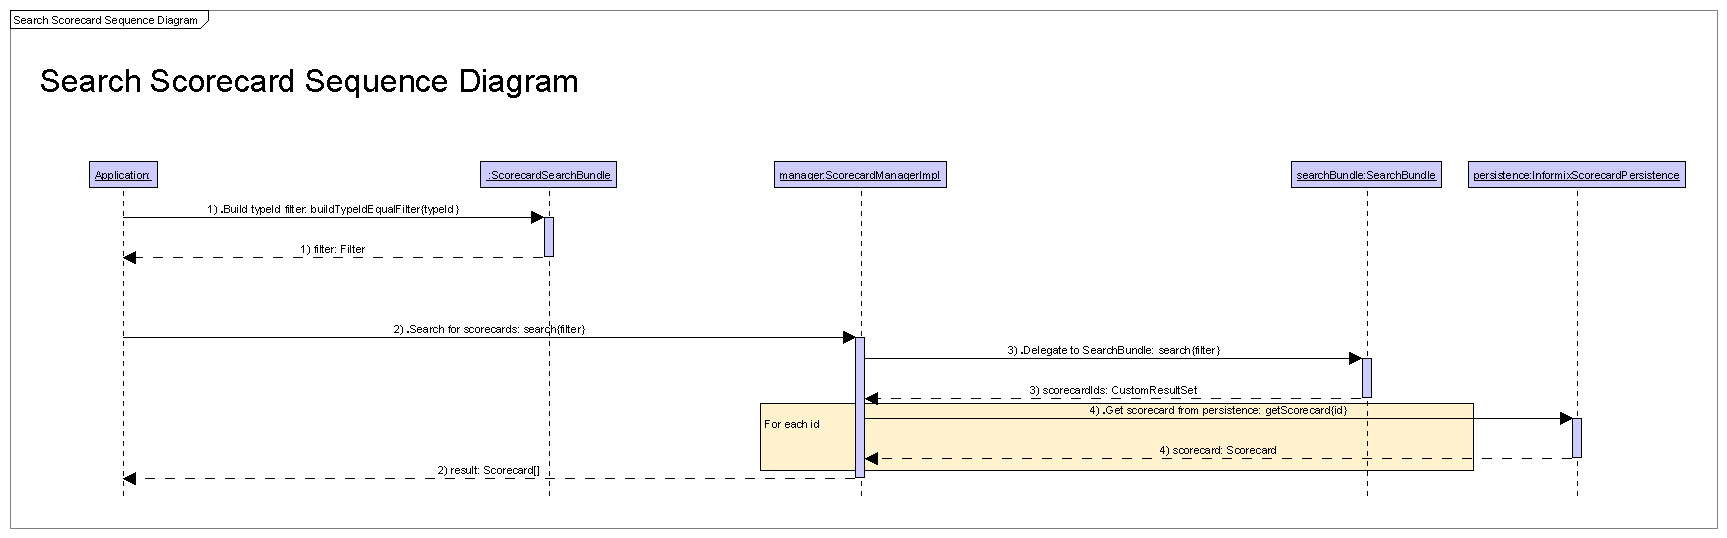 Search Scorecard Sequence Diagram
Search Scorecard Sequence Diagram
Application:
:ScorecardSearchBundle
manager:ScorecardManagerImpl
searchBundle:SearchBundle
persistence:InformixScorecardPersistence
1) .Build typeId filter: buildTypeIdEqualFilter{typeId}
1) filter: Filter
2) .Search for scorecards: search{filter}
3) .Delegate to SearchBundle: search{filter}
3) scorecardIds: CustomResultSet
4) .Get scorecard from persistence: getScorecard{id}
For each id
4) scorecard: Scorecard
2) result: Scorecard[]